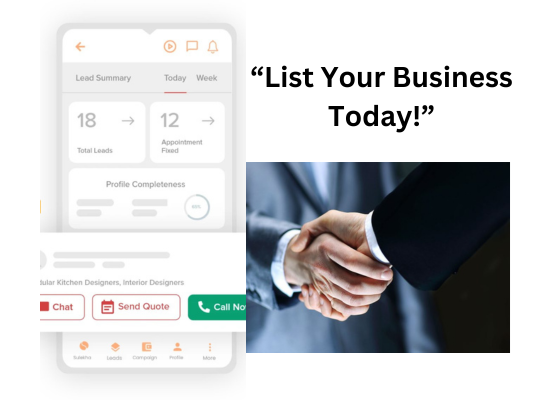 “List Your Business
Today!”
Lead Summary
Today
Week
18
Total Leads
12
Appointment
Fixed
Profile Completeness
dular Kitchen Designers, Interior Designers
Chat
Send Quote
Call No
Leads
Campaign
Profile
More